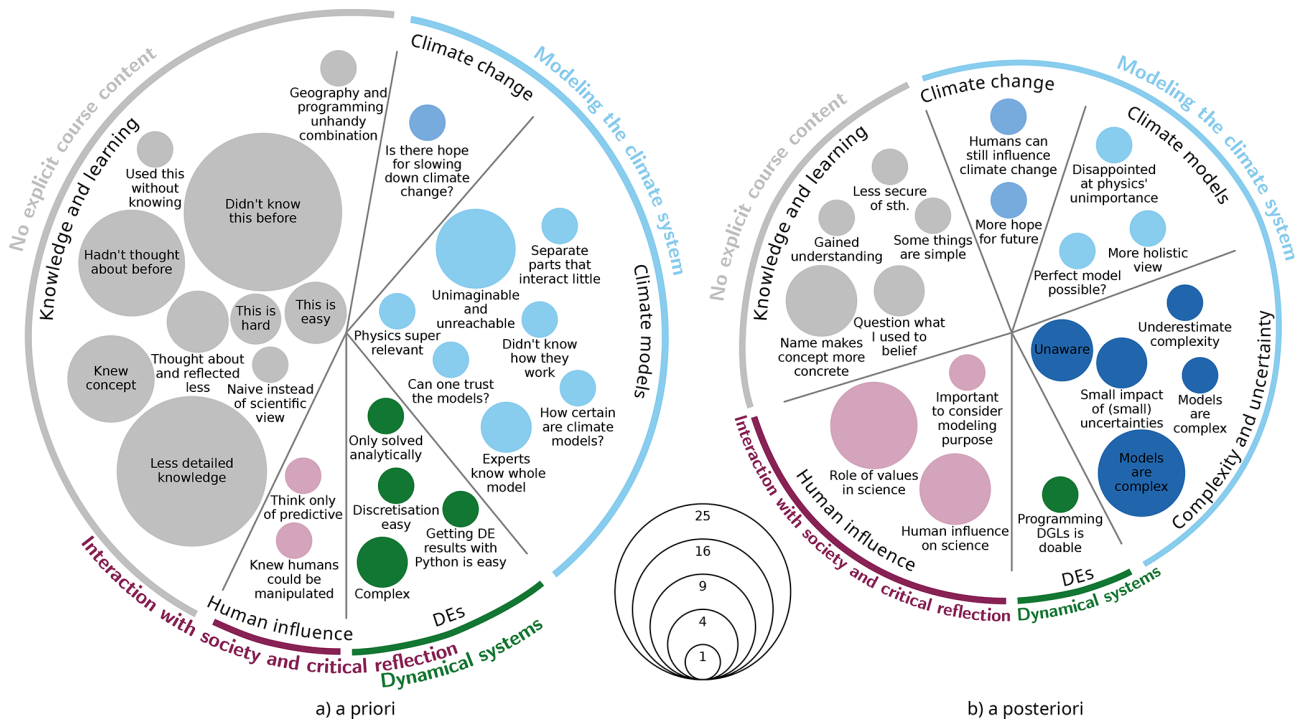 No explicit course content
Knowledge and learning
Geography and
programming
unhandy
combination
Used this
without
knowing
Didn't know
this before
Hadn't thought
about before
Thought about
and reflected
less
This is
hard
This is
easy
Knew
concept
Naive instead
of scientific
view
Less detailed
knowledge
Modeling the climate system
Climate change
Is there hope
for slowing
down climate
change?
Climate models
Unimaginable
and
unreachable
Separate
parts that
interact little
Physics super
relevant
Didn't know
how they
work
Can one trust
the models?
How certain
are climate
models?
Experts
know whole
model
Interaction with society and critical reflection
Human influence
Think only
of predictive
Knew humans
could be
manipulated
Dynamical systems
DEs
Only solved
analytically
Discretisation
easy
Getting DE
results with
Python is easy
Complex
a) a priori
25
16
9
4
1
No explicit course content
Knowledge and learning
Less secure
of sth.
Gained
understanding
Some things
are simple
Name makes
concept more
concrete
Question what
I used to
belief
Modeling the climate system
Climate change
Humans can
still influence
climate change
More hope
for future
Climate models
Disappointed
at physics'
unimportance
More holistic
view
Perfect model
possible?
Complexity and uncertainty
Underestimate
complexity
Unaware
Small impact
of (small)
uncertainties
Models
are
complex
Models
are
complex
Interaction with society and critical reflection
Human influence
Important
to consider
modeling
purpose
Role of values
in science
Human influence
on science
Dynamical systems
DEs
Programming
DGLs is
doable
b) a posteriori